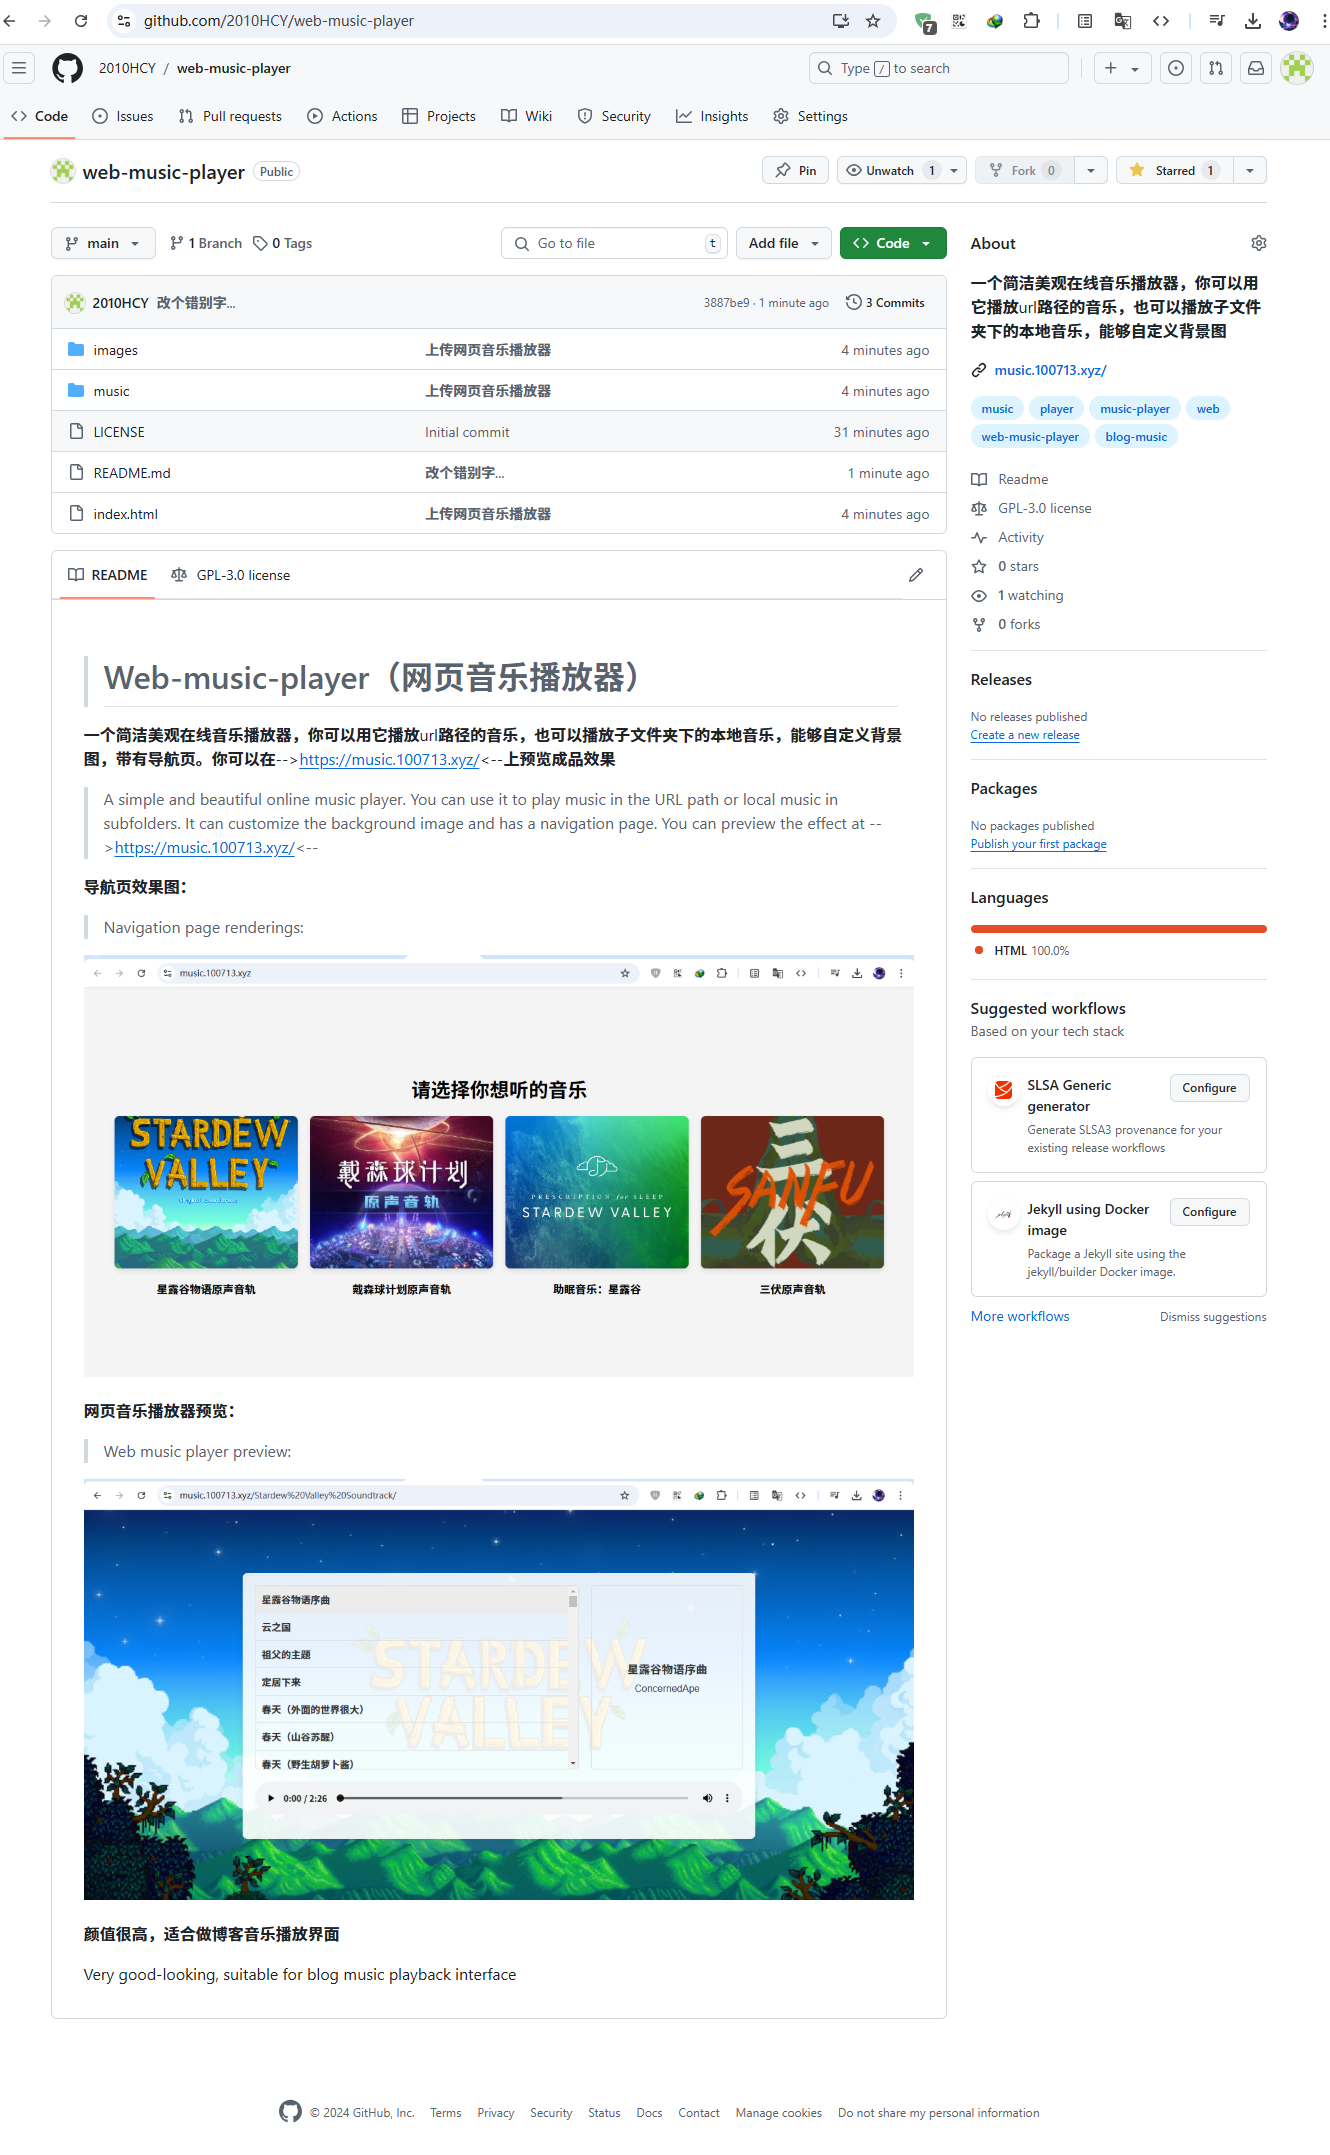 github.com/2010HCY/web-music-player
7
2010HCY / web-music-player
Type / to search
Code Issues Pull requests Actions Projects Wiki Security Insights Settings
web-music-player Public
Pin Unwatch 1 Fork 0 Starred 1
main 1 Branch 0 Tags Go to file t Add file Code
2010HCY 改个错别字... 3887be9 · 1 minute ago 3 Commits
images 上传网页音乐播放器 4 minutes ago
music 上传网页音乐播放器 4 minutes ago
LICENSE Initial commit 31 minutes ago
README.md 改个错别字... 1 minute ago
index.html 上传网页音乐播放器 4 minutes ago
README GPL-3.0 license
Web-music-player（网页音乐播放器）
一个简洁美观在线音乐播放器，你可以用它播放url路径的音乐，也可以播放子文件夹下的本地音乐，能够自定义背景
图，带有导航页。你可以在-->https://music.100713.xyz/<--上预览成品效果
A simple and beautiful online music player. You can use it to play music in the URL path or local music in
subfolders. It can customize the background image and has a navigation page. You can preview the effect at --
>https://music.100713.xyz/<--
导航页效果图：
Navigation page renderings:
music.100713.xyz
请选择你想听的音乐
STARDEW
VALLEY
戴森球计划
原声音轨
PRESCRIPTION for SLEEP
STARDEW VALLEY
三伏
SANFU
星露谷物语原声音轨 戴森球计划原声音轨 助眠音乐：星露谷 三伏原声音轨
网页音乐播放器预览：
Web music player preview:
music.100713.xyz/Stardew%20Valley%20Soundtrack/
星露谷物语序曲
云之国
祖父的主题
定居下来
春天（外面的世界很大）
春天（山谷苏醒）
春天（野生胡萝卜酱）
STARDEW
VALLEY
星露谷物语序曲
ConcernedApe
0:00 / 2:26
颜值很高，适合做博客音乐播放界面
Very good-looking, suitable for blog music playback interface
About
一个简洁美观在线音乐播放器，你可以用
它播放url路径的音乐，也可以播放子文件
夹下的本地音乐，能够自定义背景图
music.100713.xyz/
music player music-player web
web-music-player blog-music
Readme
GPL-3.0 license
Activity
0 stars
1 watching
0 forks
Releases
No releases published
Create a new release
Packages
No packages published
Publish your first package
Languages
HTML 100.0%
Suggested workflows
Based on your tech stack
SLSA Generic
generator
Configure
Generate SLSA3 provenance for your
existing release workflows
Jekyll using Docker
image
Configure
Package a Jekyll site using the
jekyll/builder Docker image.
More workflows Dismiss suggestions
© 2024 GitHub, Inc. Terms Privacy Security Status Docs Contact Manage cookies Do not share my personal information